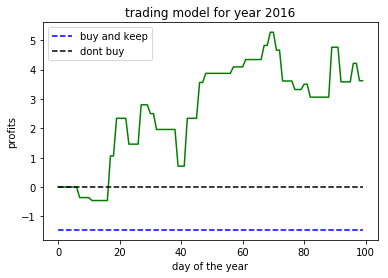 trading model for year 2016
buy and keep
dont buy
profits
5
4
3
2
1
0
−1
0
20
40
60
80
100
day of the year